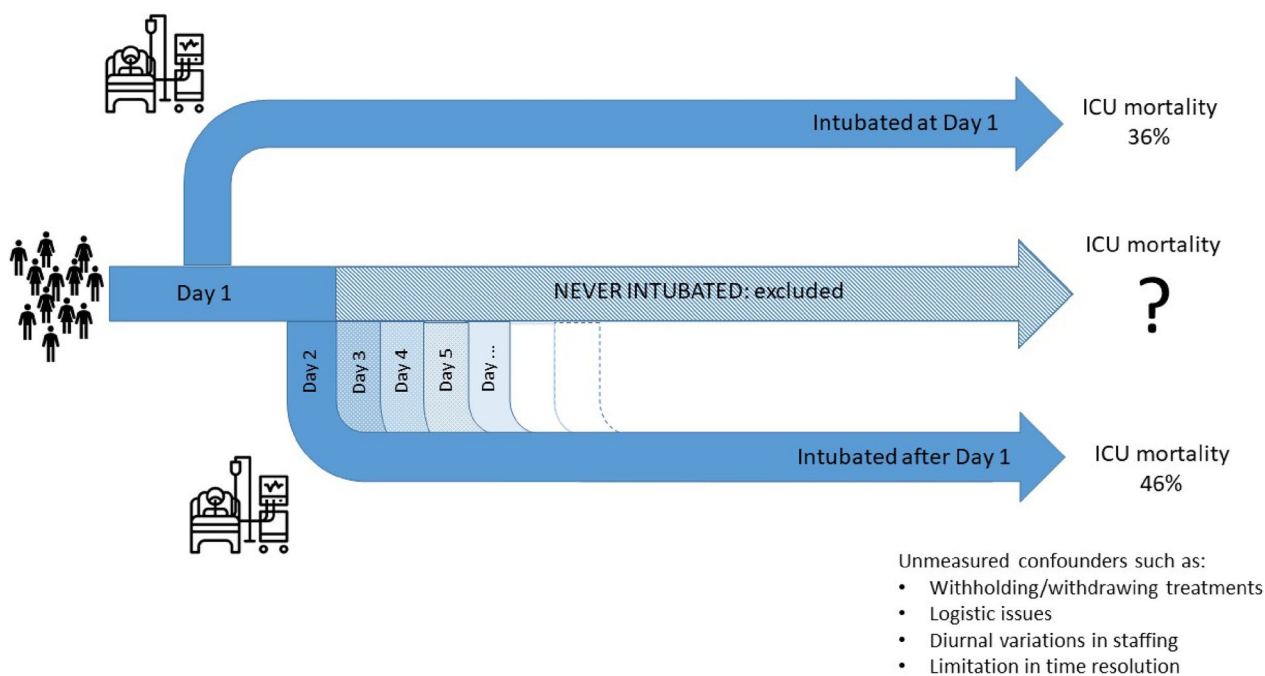 Intubated at Day 1
ICU mortality
36%
Day 1
NEVER INTUBATED: excluded
ICU mortality
?
Day 2
Day 3
Day 4
Day 5
Day ...
Intubated after Day 1
ICU mortality
46%
Unmeasured confounders such as:
• Withholding/withdrawing treatments
• Logistic issues
• Diurnal variations in staffing
• Limitation in time resolution